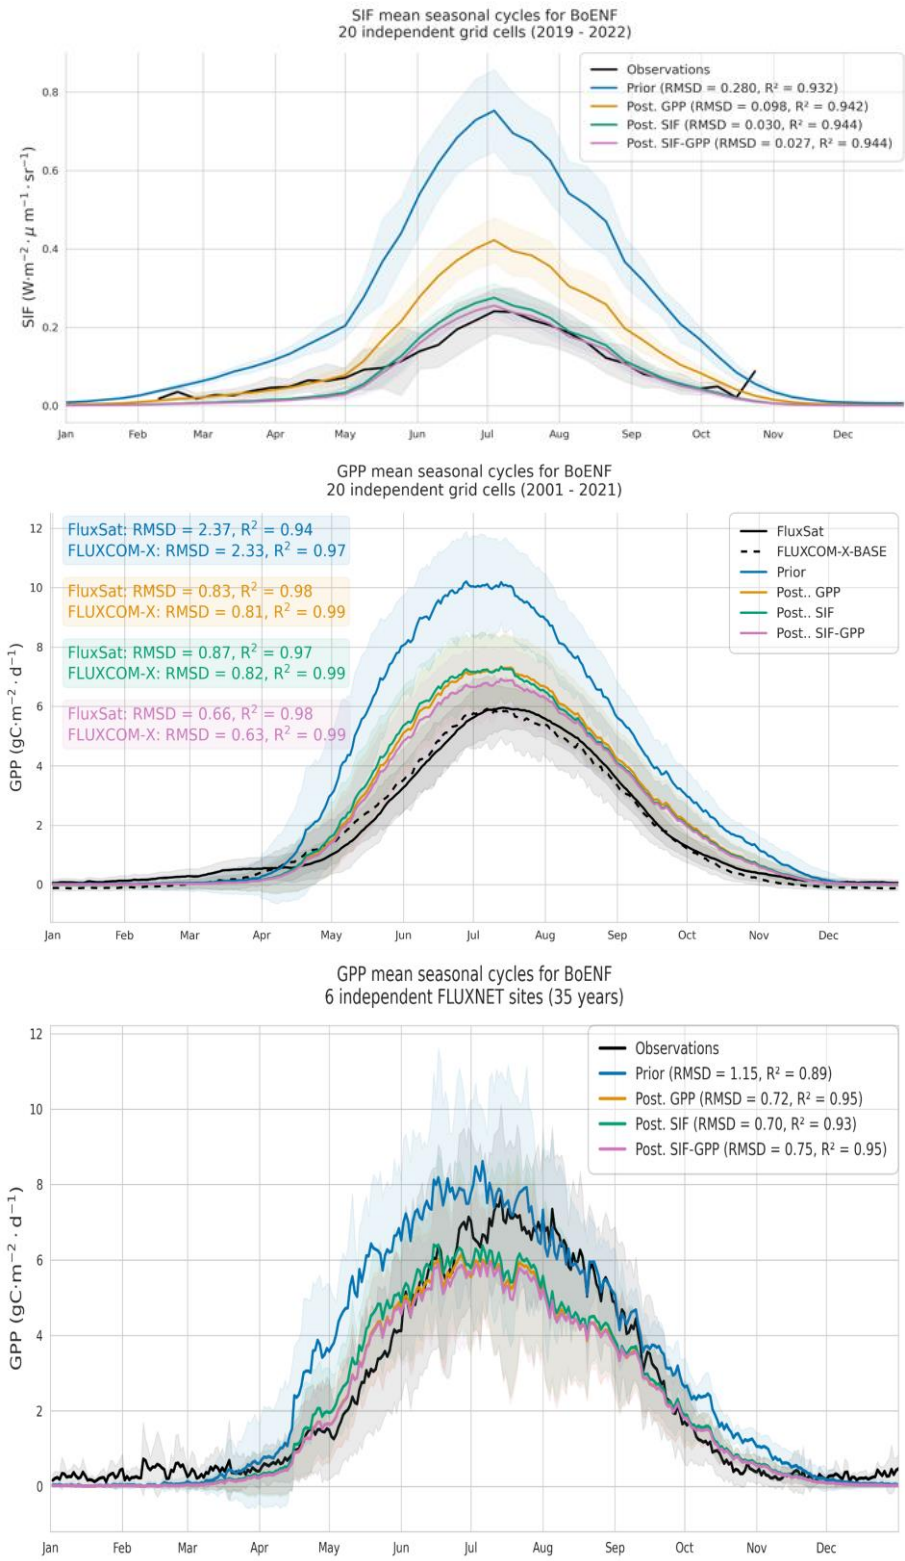 SIF mean seasonal cycles for BoENF
20 independent grid cells (2019 - 2022)
Observations
Prior (RMSD = 0.280, R² = 0.932)
Post. GPP (RMSD = 0.098, R² = 0.942)
Post. SIF (RMSD = 0.030, R² = 0.944)
Post. SIF-GPP (RMSD = 0.027, R² = 0.944)
SIF (W·m⁻²·μ m⁻¹·sr⁻¹)
0.8
0.6
0.4
0.2
0.0
Jan Feb Mar Apr May Jun Jul Aug Sep Oct Nov Dec
GPP mean seasonal cycles for BoENF
20 independent grid cells (2001 - 2021)
FluxSat: RMSD = 2.37, R² = 0.94
FLUXCOM-X: RMSD = 2.33, R² = 0.97
FluxSat: RMSD = 0.83, R² = 0.98
FLUXCOM-X: RMSD = 0.81, R² = 0.99
FluxSat: RMSD = 0.87, R² = 0.97
FLUXCOM-X: RMSD = 0.82, R² = 0.99
FluxSat: RMSD = 0.66, R² = 0.98
FLUXCOM-X: RMSD = 0.63, R² = 0.99
FluxSat
FLUXCOM-X-BASE
Prior
Post.. GPP
Post.. SIF
Post.. SIF-GPP
GPP (gC·m⁻²·d⁻¹)
12
10
8
6
4
2
0
Jan Feb Mar Apr May Jun Jul Aug Sep Oct Nov Dec
GPP mean seasonal cycles for BoENF
6 independent FLUXNET sites (35 years)
Observations
Prior (RMSD = 1.15, R² = 0.89)
Post. GPP (RMSD = 0.72, R² = 0.95)
Post. SIF (RMSD = 0.70, R² = 0.93)
Post. SIF-GPP (RMSD = 0.75, R² = 0.95)
GPP (gC·m⁻²·d⁻¹)
12
10
8
6
4
2
0
Jan Feb Mar Apr May Jun Jul Aug Sep Oct Nov Dec